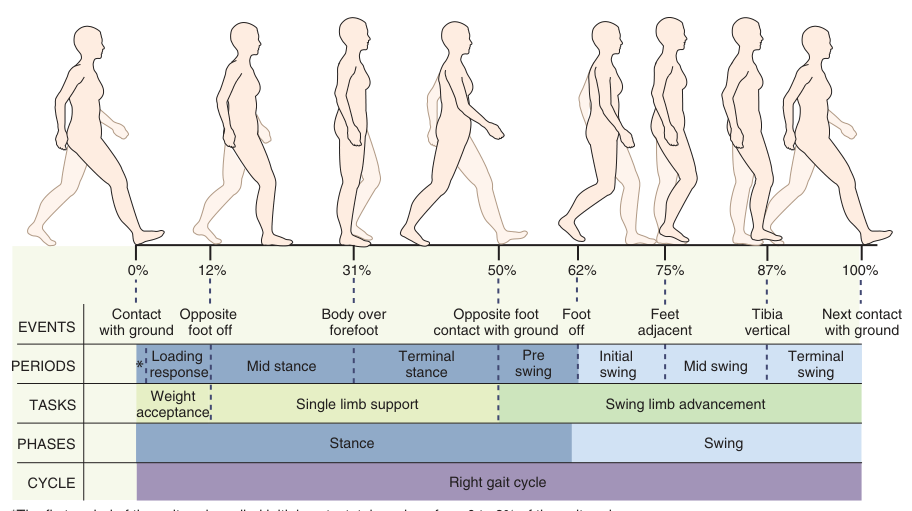 0% 12% 31% 50% 62% 75% 87% 100%
EVENTS
Contact
with ground
Opposite
foot off
Body over
forefoot
Opposite foot
contact with ground
Foot
off
Feet
adjacent
Tibia
vertical
Next contact
with ground
PERIODS
*
Loading
response
Mid stance
Terminal
stance
Pre
swing
Initial
swing
Mid swing
Terminal
swing
TASKS
Weight
acceptance
Single limb support
Swing limb advancement
PHASES
Stance
Swing
CYCLE
Right gait cycle